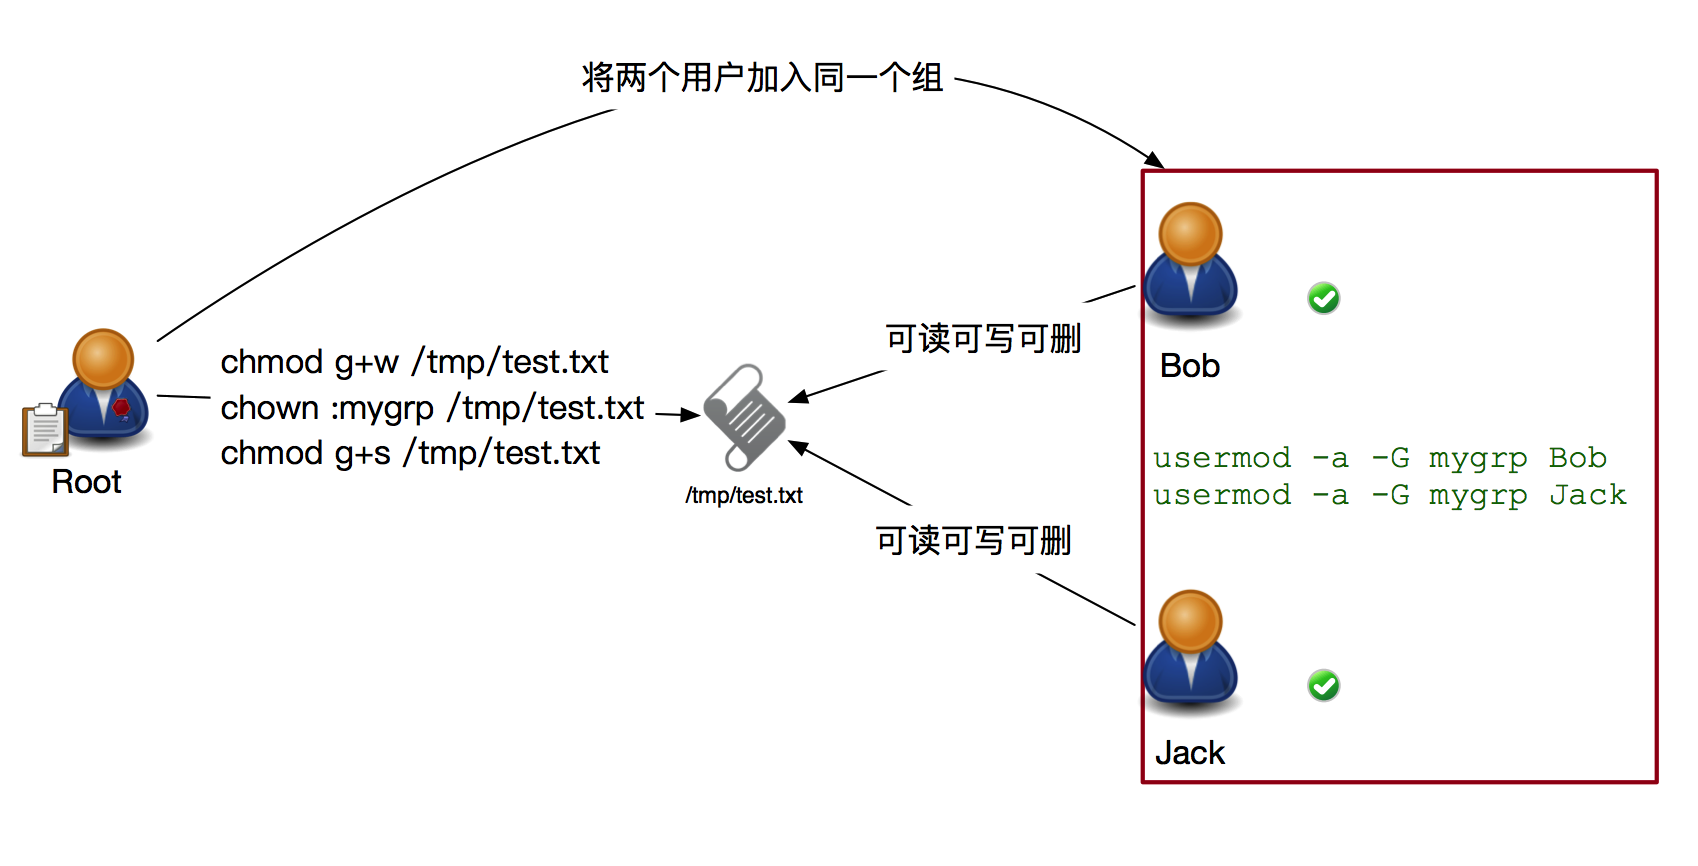 将两个用户加入同一个组
chmod g+w /tmp/test.txt
chown :mygrp /tmp/test.txt
chmod g+s /tmp/test.txt
Root
/tmp/test.txt
可读可写可删
可读可写可删
Bob
usermod -a -G mygrp Bob
usermod -a -G mygrp Jack
Jack